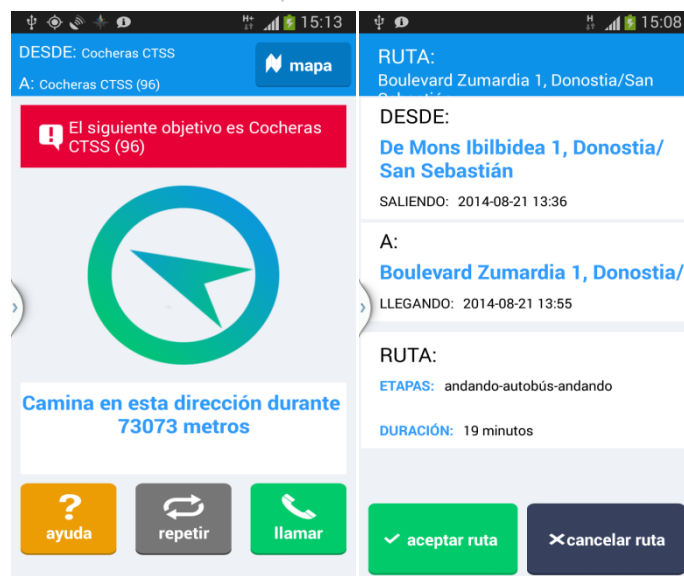 15:13
DESDE: Cocheras CTSS
A: Cocheras CTSS (96)
mapa
El siguiente objetivo es Cocheras
CTSS (96)
Camina en esta dirección durante
73073 metros
?
ayuda
repetir
llamar
H
15:08
RUTA:
Boulevard Zumardia 1, Donostia/San
DESDE:
De Mons Ibilbidea 1, Donostia/
San Sebastián
SALIENDO: 2014-08-21 13:36
A:
Boulevard Zumardia 1, Donostia/
LLEGANDO: 2014-08-21 13:55
RUTA:
ETAPAS: andando-autobús-andando
DURACIÓN: 19 minutos
aceptar ruta
cancelar ruta